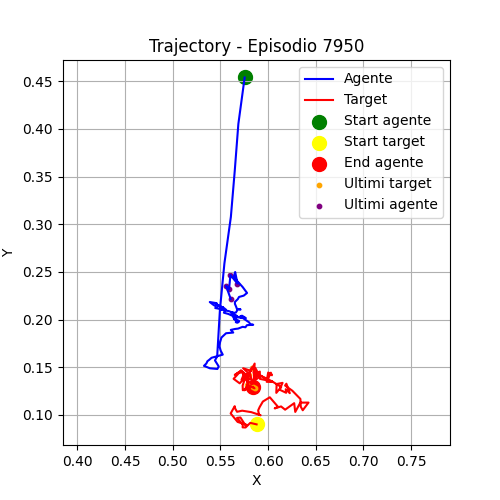 Trajectory - Episodio 7950
Agente
Target
Start agente
Start target
End agente
Ultimi target
Ultimi agente
0.45
0.40
0.35
0.30
0.25
0.20
0.15
0.10
Y
0.40 0.45 0.50 0.55 0.60 0.65 0.70 0.75
X